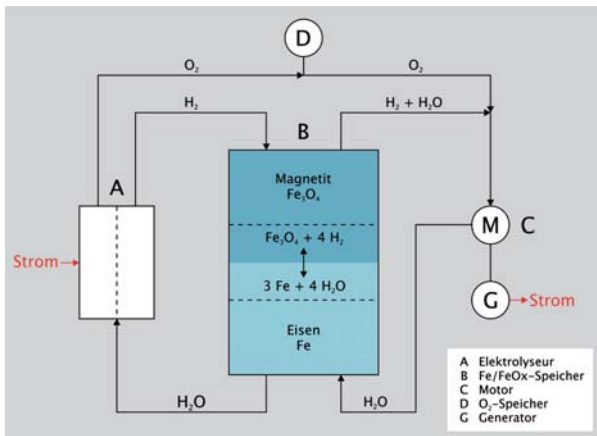 D
O₂
O₂
H₂
H₂ + H₂O
B
A
Magnetit
Fe₃O₄
Fe₃O₄ + 4 H₂
3 Fe + 4 H₂O
Eisen
Fe
Strom
M
C
G
Strom
H₂O
H₂O
A Elektrolyseur
B Fe/FeOx-Speicher
C Motor
D O₂-Speicher
G Generator